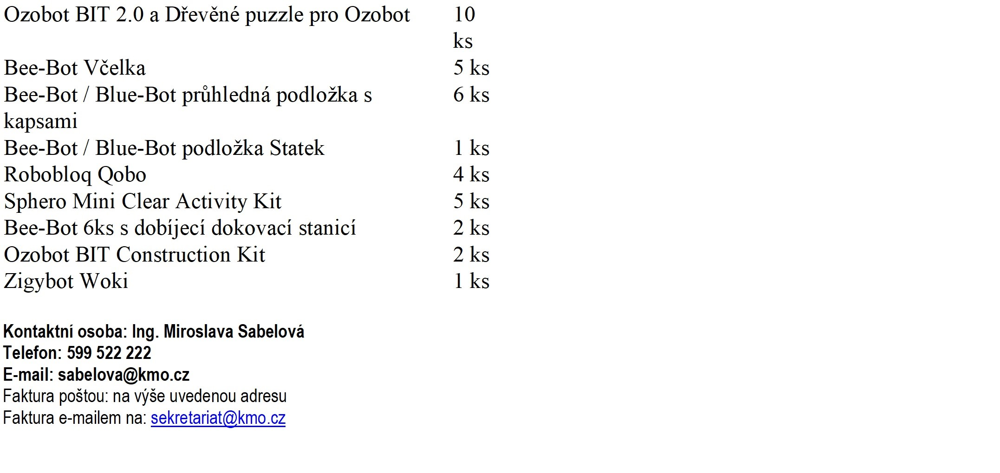 Ozobot BIT 2.0 a Dřevěné puzzle pro Ozobot 10
ks
Bee-Bot Včelka 5 ks
Bee-Bot / Blue-Bot průhledná podložka s 6 ks
kapsami
Bee-Bot / Blue-Bot podložka Statek 1 ks
Robobloq Qobo 4 ks
Sphero Mini Clear Activity Kit 5 ks
Bee-Bot 6ks s dobíjecí dokovací stanicí 2 ks
Ozobot BIT Construction Kit 2 ks
Zigybot Woki 1 ks
Kontaktní osoba: Ing. Miroslava Sabelová
Telefon: 599 522 222
E-mail: sabelova@kmo.cz
Faktura poštou: na výše uvedenou adresu
Faktura e-mailem na: sekretariat@kmo.cz